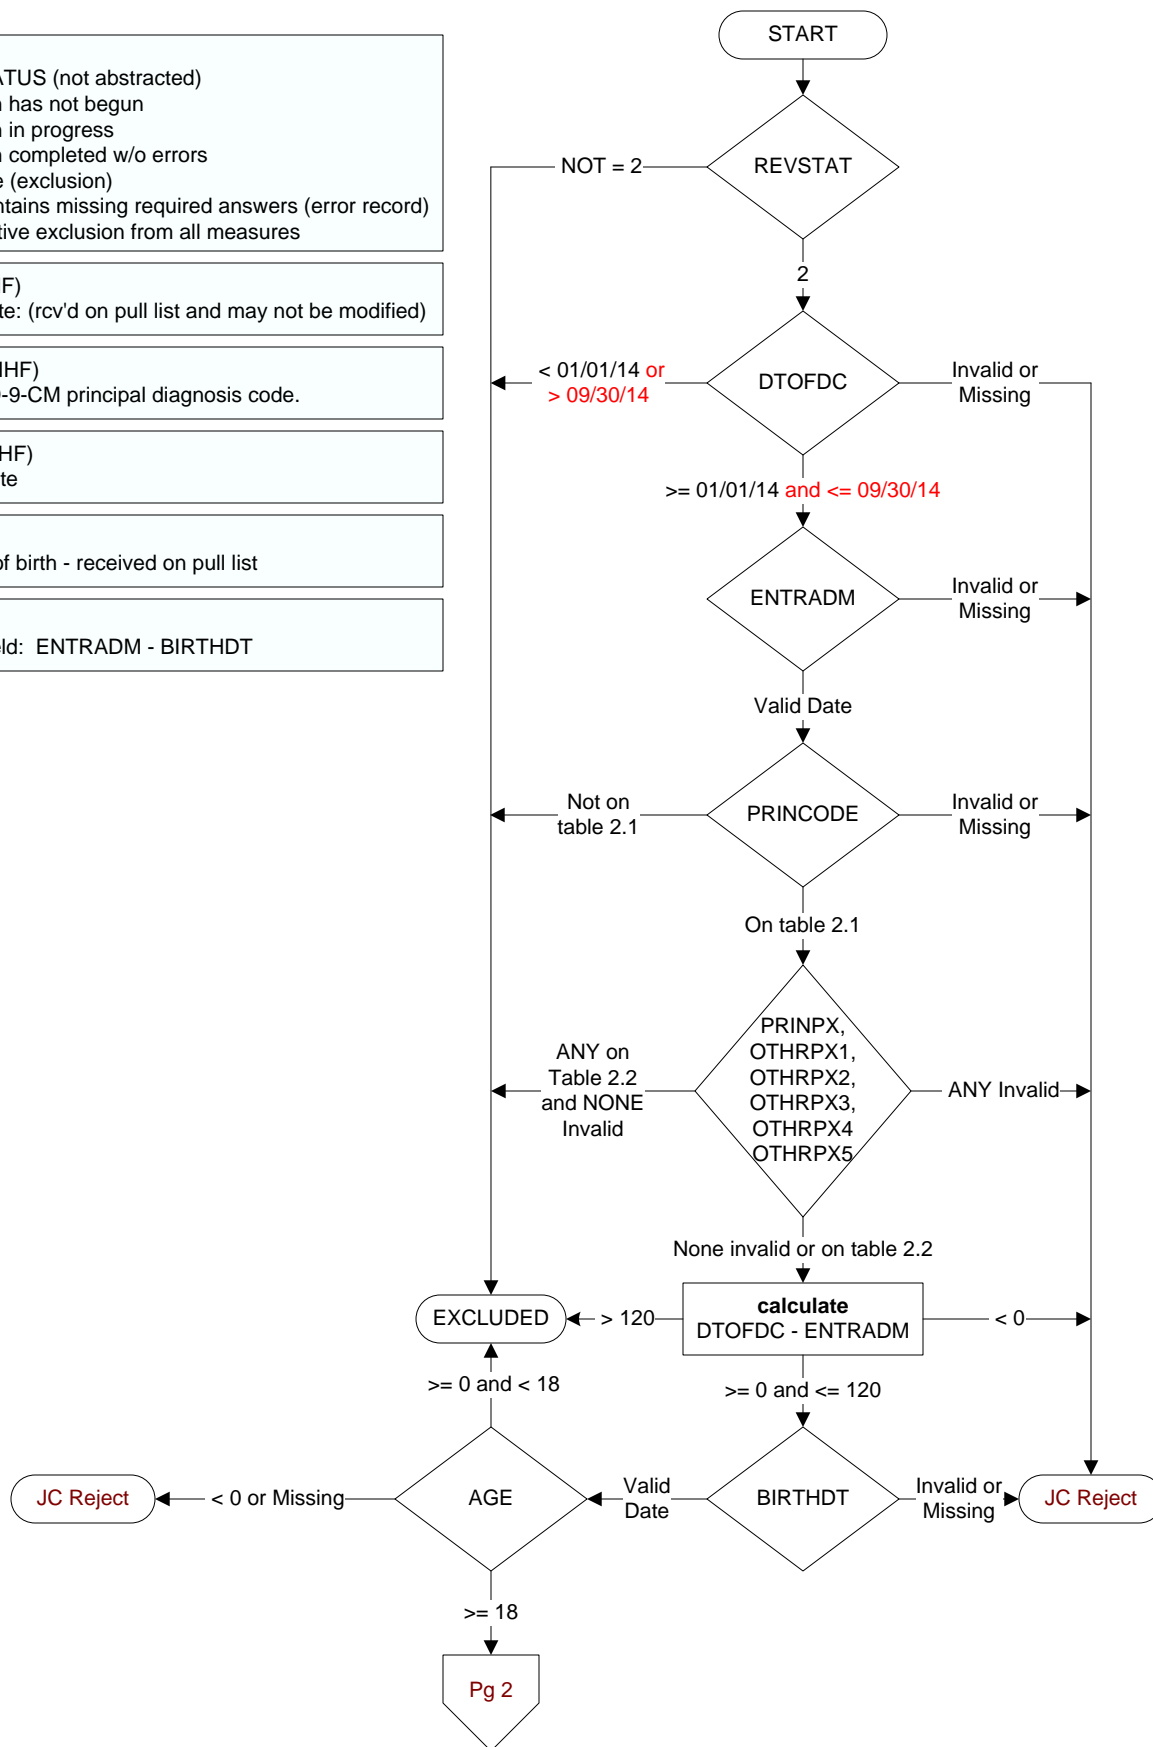 START
ATUS (not abstracted)
n has not begun
n in progress
n completed w/o errors
e (exclusion)
ntains missing required answers (error record)
tive exclusion from all measures
NOT = 2
REVSTAT
2
F)
te: (rcv'd on pull list and may not be modified)
HF)
-9-CM principal diagnosis code.
< 01/01/14 or
> 09/30/14
DTOFDC
Invalid or
Missing
HF)
te
>= 01/01/14 and <= 09/30/14
of birth - received on pull list
ENTRADM
Invalid or
Missing
eld:  ENTRADM - BIRTHDT
Valid Date
Not on
table 2.1
PRINCODE
Invalid or
Missing
On table 2.1
ANY on
Table 2.2
and NONE
Invalid
PRINPX,
OTHRPX1,
OTHRPX2,
OTHRPX3,
OTHRPX4
OTHRPX5
ANY Invalid
None invalid or on table 2.2
EXCLUDED
> 120
calculate
DTOFDC - ENTRADM
< 0
>= 0 and < 18
>= 0 and <= 120
JC Reject
< 0 or Missing
AGE
Valid
Date
BIRTHDT
Invalid or
Missing
JC Reject
>= 18
Pg 2